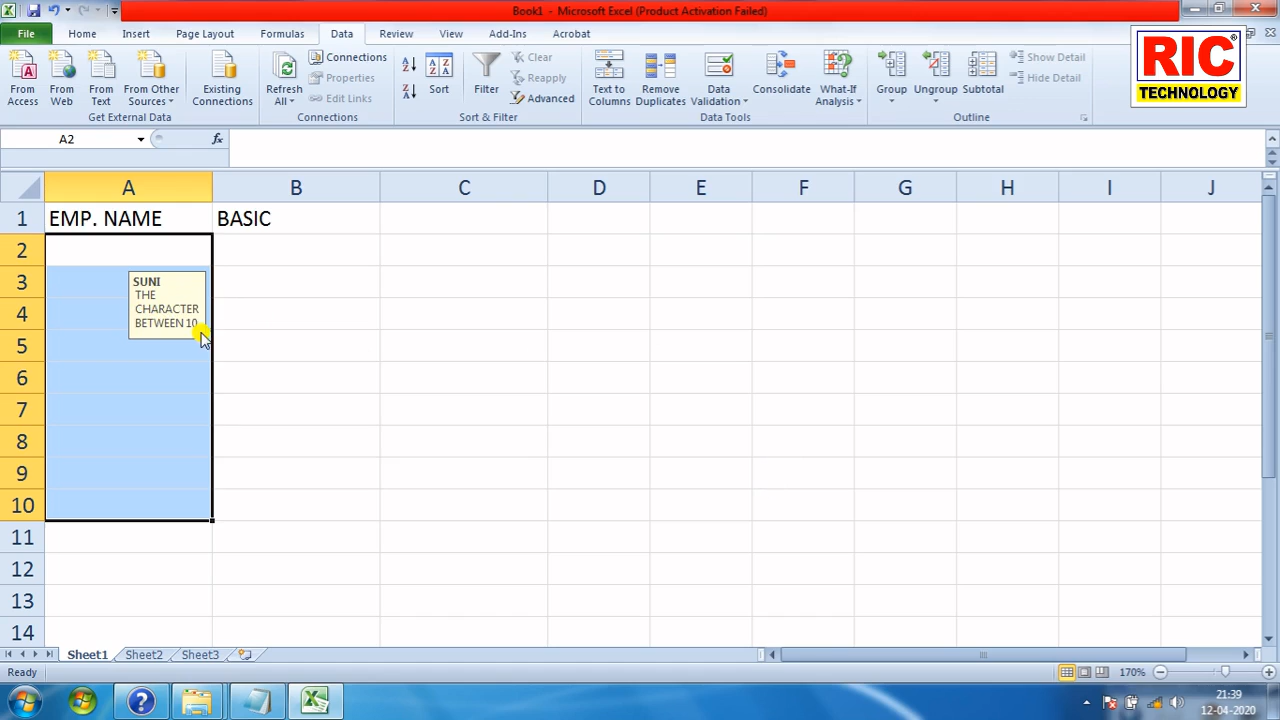 Book1 - Microsoft Excel (Product Activation Failed)
File Home Insert Page Layout Formulas Data Review View Add-Ins Acrobat
From Access
From Web
From Text
From Other Sources
Existing Connections
Get External Data
Refresh All
Connections
Properties
Edit Links
Connections
Sort
Filter
Clear
Reapply
Advanced
Sort & Filter
Text to Columns
Remove Duplicates
Data Validation
Consolidate
What-If Analysis
Data Tools
Group
Ungroup
Subtotal
Show Detail
Hide Detail
Outline
RIC
TECHNOLOGY
®
A2
fx
A B C D E F G H I J
1 EMP. NAME BASIC
2
3
4
5
6
7
8
9
10
11
12
13
14
SUNI
THE
CHARACTER
BETWEEN 10
Sheet1 Sheet2 Sheet3
Ready
170%
21:39
12-04-2020